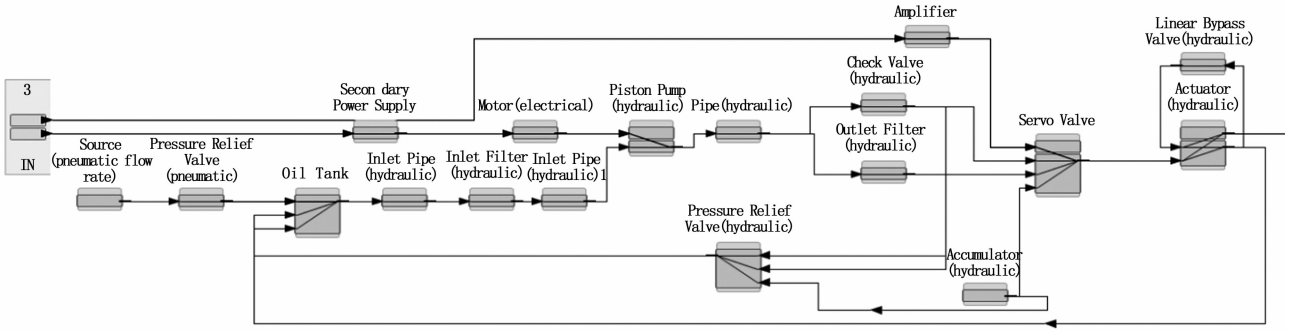 3
IN
Source
(pneumatic flow
rate)
Pressure Relief
Valve
(pneumatic)
Secon dary
Power Supply
Oil Tank
Inlet Pipe
(hydraulic)
Inlet Filter
(hydraulic)
Inlet Pipe
(hydraulic)1
Motor(electrical)
Piston Pump
(hydraulic)
Pipe(hydraulic)
Amplifier
Check Valve
(hydraulic)
Outlet Filter
(hydraulic)
Pressure Relief
Valve(hydraulic)
Accumulator
(hydraulic)
Servo Valve
Linear Bypass
Valve(hydraulic)
Actuator
(hydraulic)